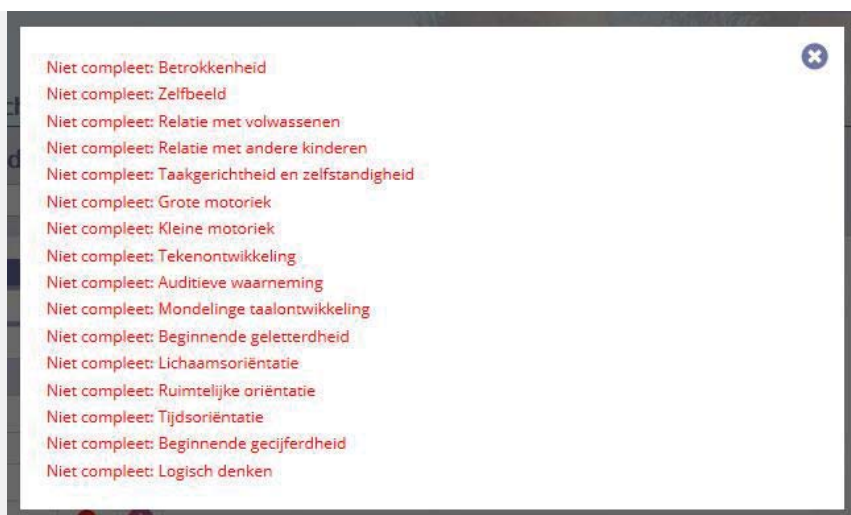 Niet compleet: Betrokkenheid
Niet compleet: Zelfbeeld
Niet compleet: Relatie met volwassenen
Niet compleet: Relatie met andere kinderen
Niet compleet: Taakgerichtheid en zelfstandigheid
Niet compleet: Grote motoriek
Niet compleet: Kleine motoriek
Niet compleet: Tekenontwikkeling
Niet compleet: Auditieve waarneming
Niet compleet: Mondelinge taalontwikkeling
Niet compleet: Beginnende geletterdheid
Niet compleet: Lichaamsoriëntatie
Niet compleet: Ruimtelijke oriëntatie
Niet compleet: Tijdsoriëntatie
Niet compleet: Beginnende gecijferdheid
Niet compleet: Logisch denken